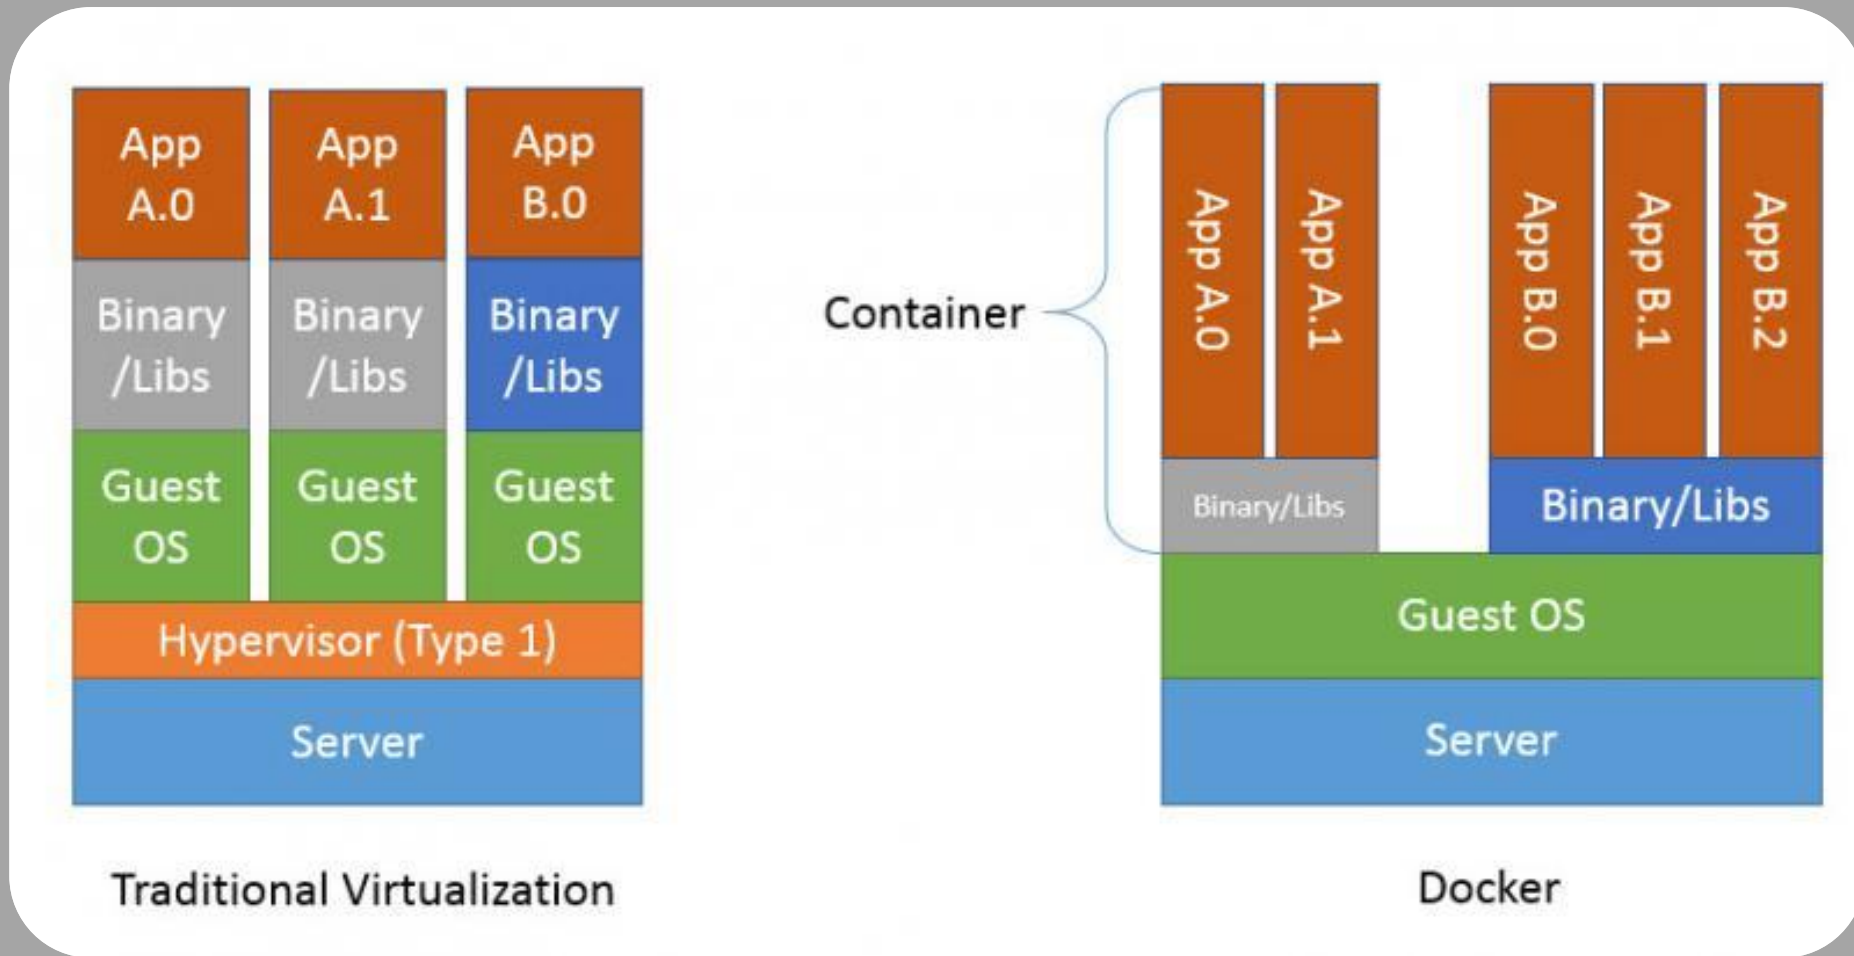 App
A.0
App
A.1
App
B.0
Binary
/Libs
Binary
/Libs
Binary
/Libs
Guest
OS
Guest
OS
Guest
OS
Hypervisor (Type 1)
Server
Traditional Virtualization
Container
App A.0
App A.1
App B.0
App B.1
App B.2
Binary/Libs
Binary/Libs
Guest OS
Server
Docker